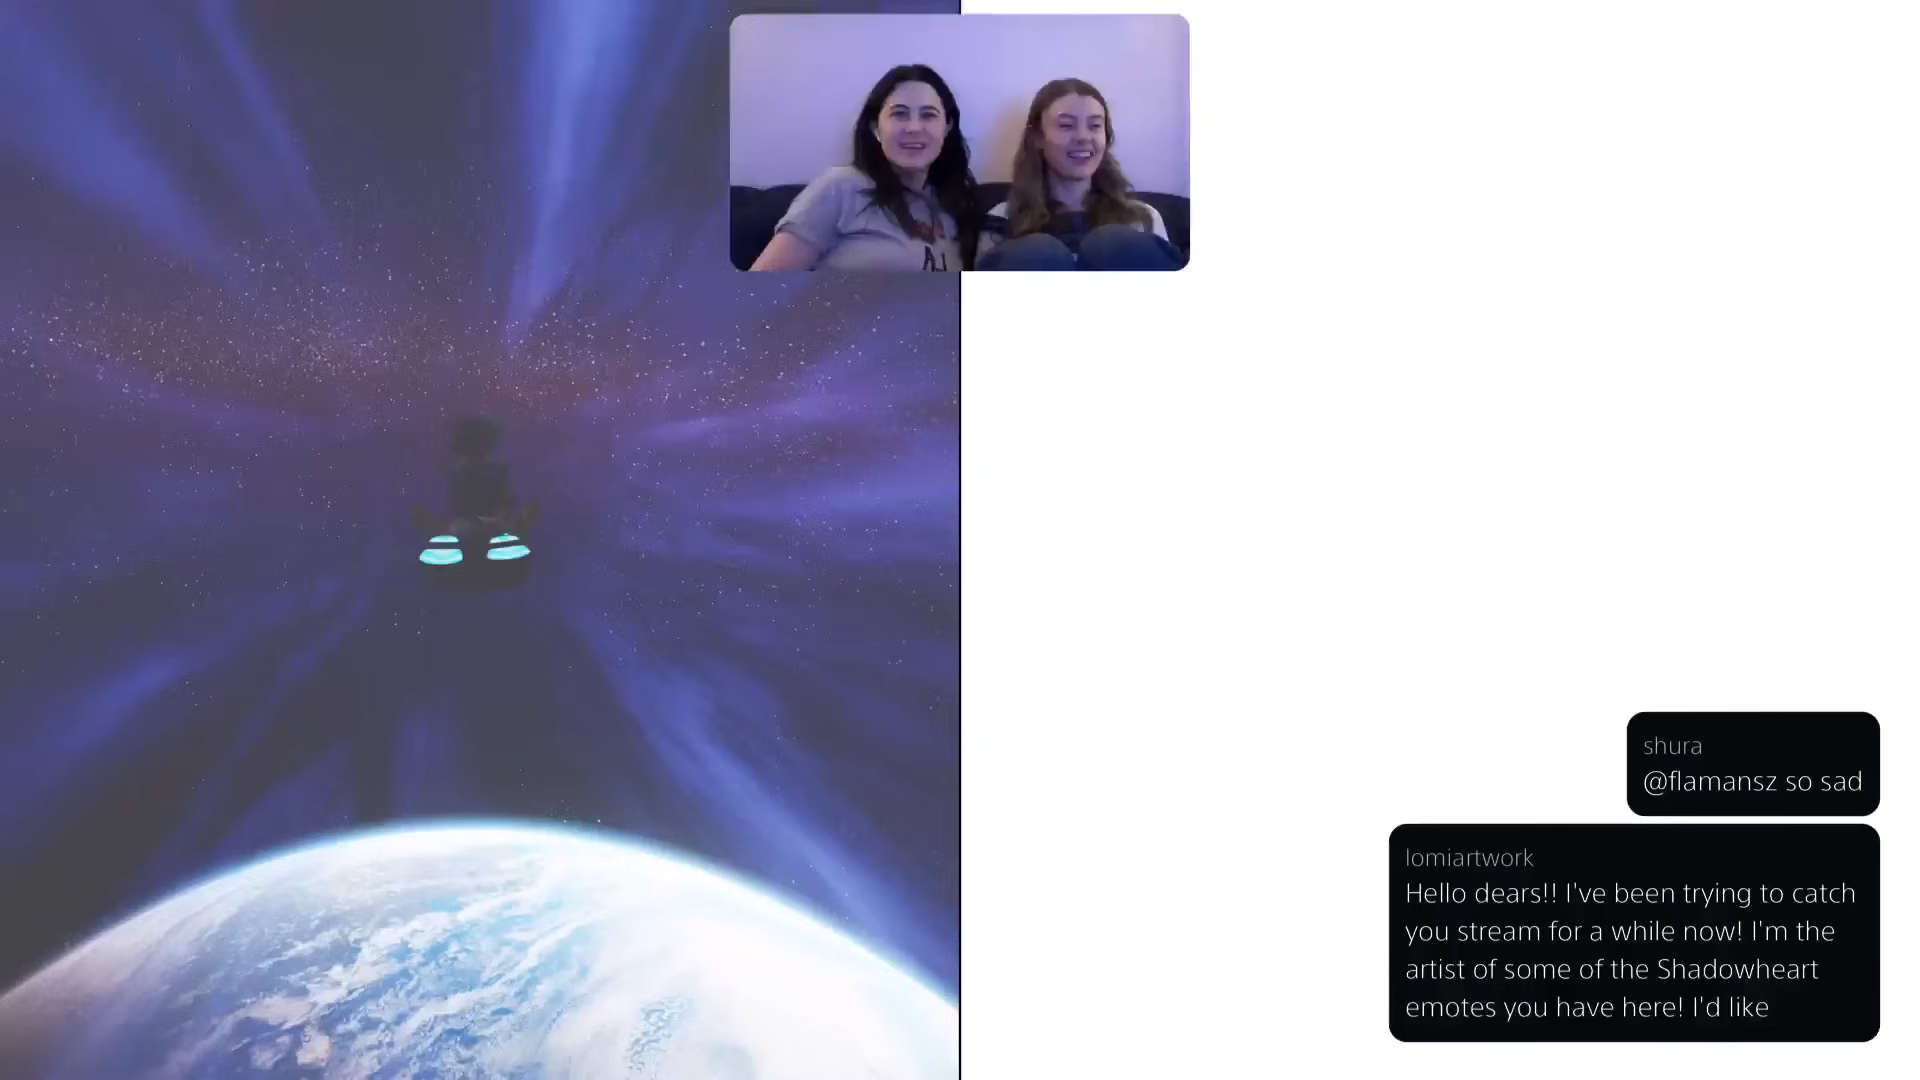 shura
@flamansz so sad
lomiartwork
Hello dears!! I've been trying to catch
you stream for a while now! I'm the
artist of some of the Shadowheart
emotes you have here! I'd like